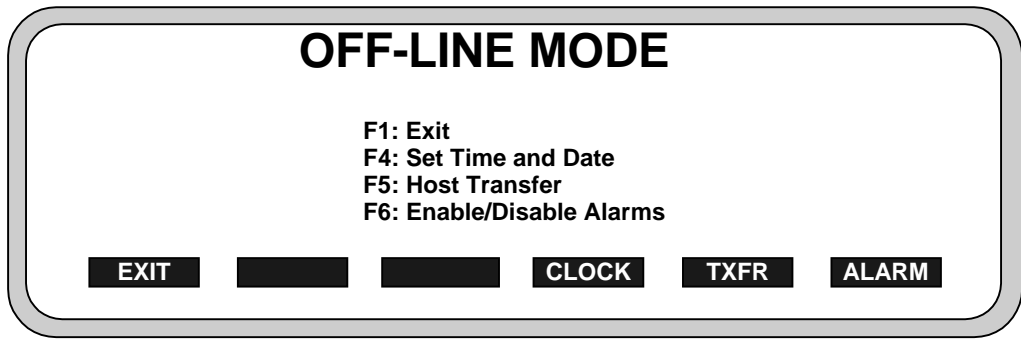 OFF-LINE MODE
F1: Exit
F4: Set Time and Date
F5: Host Transfer
F6: Enable/Disable Alarms
EXIT CLOCK TXFR ALARM